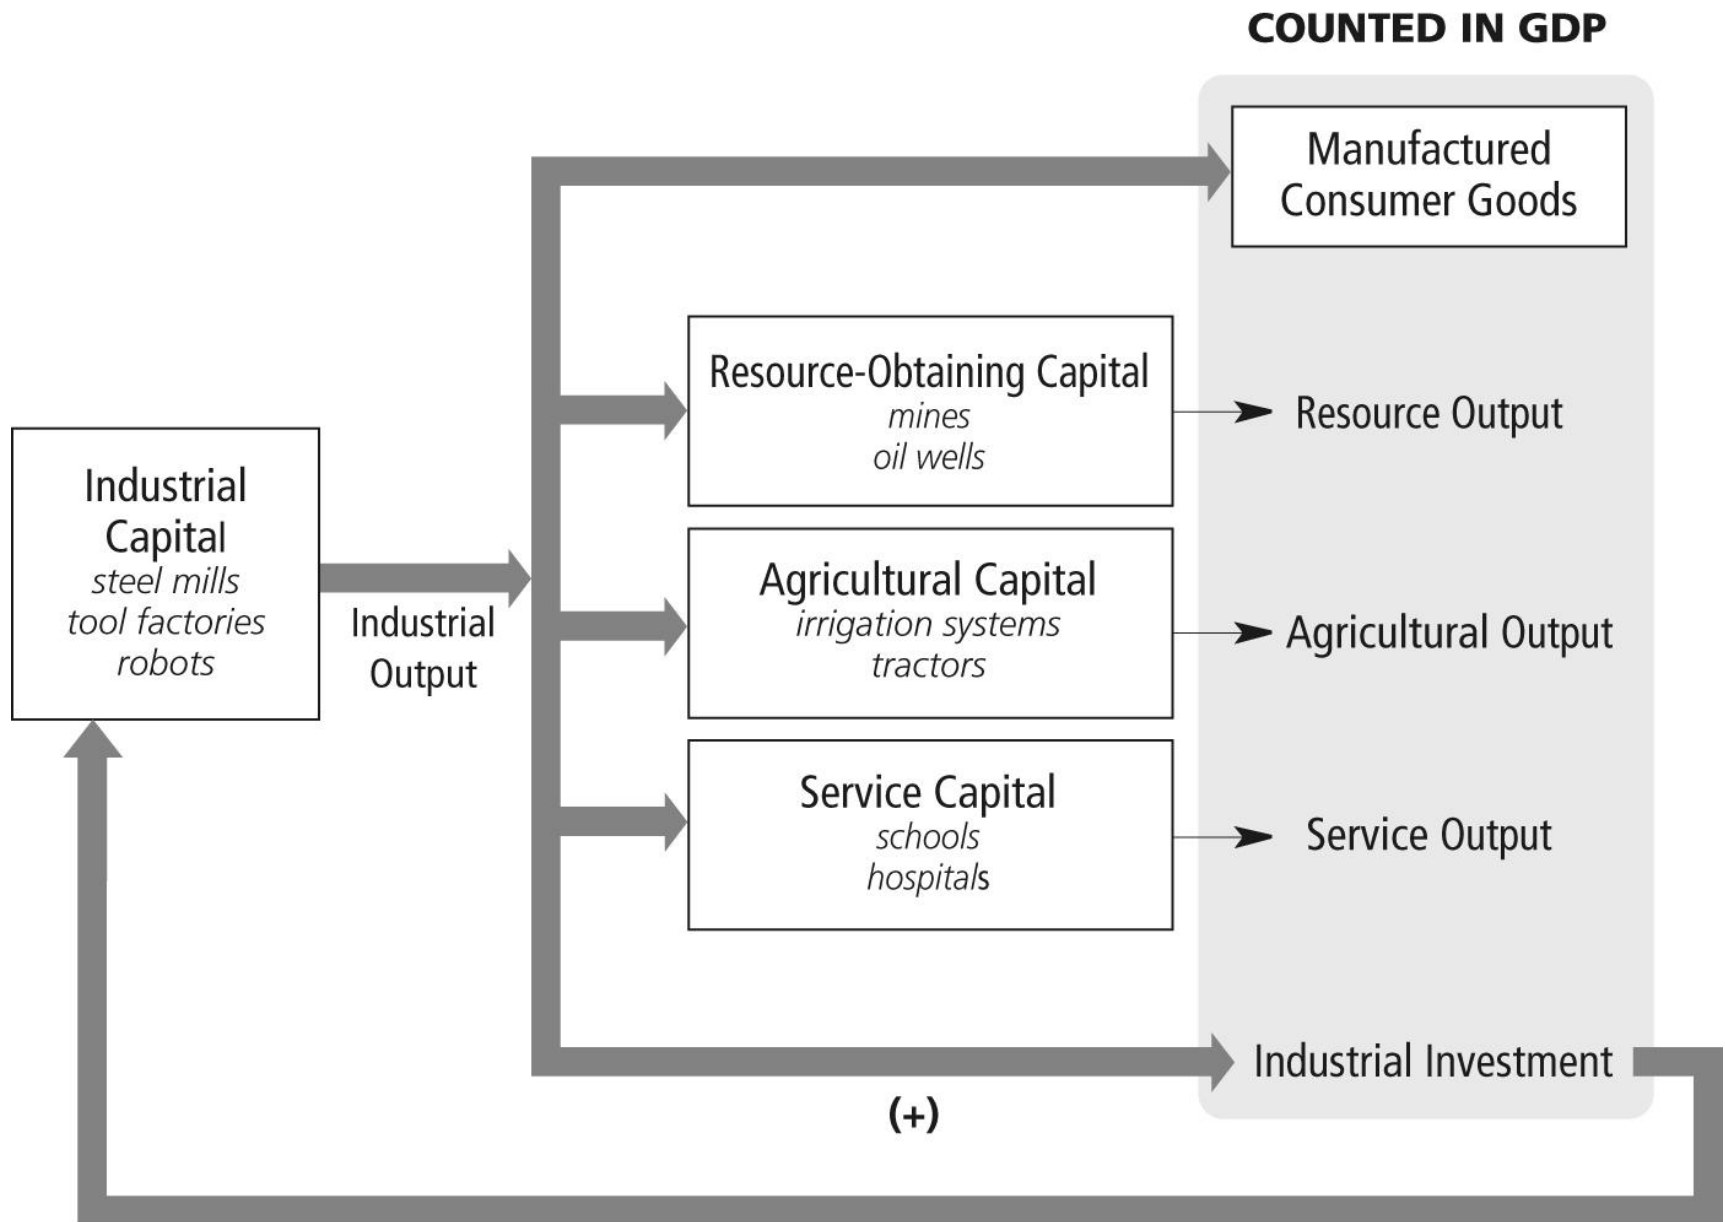 COUNTED IN GDP
Manufactured
Consumer Goods
Resource-Obtaining Capital
mines
oil wells
Resource Output
Industrial
Capital
steel mills
tool factories
robots
Industrial
Output
Agricultural Capital
irrigation systems
tractors
Agricultural Output
Service Capital
schools
hospitals
Service Output
Industrial Investment
(+)